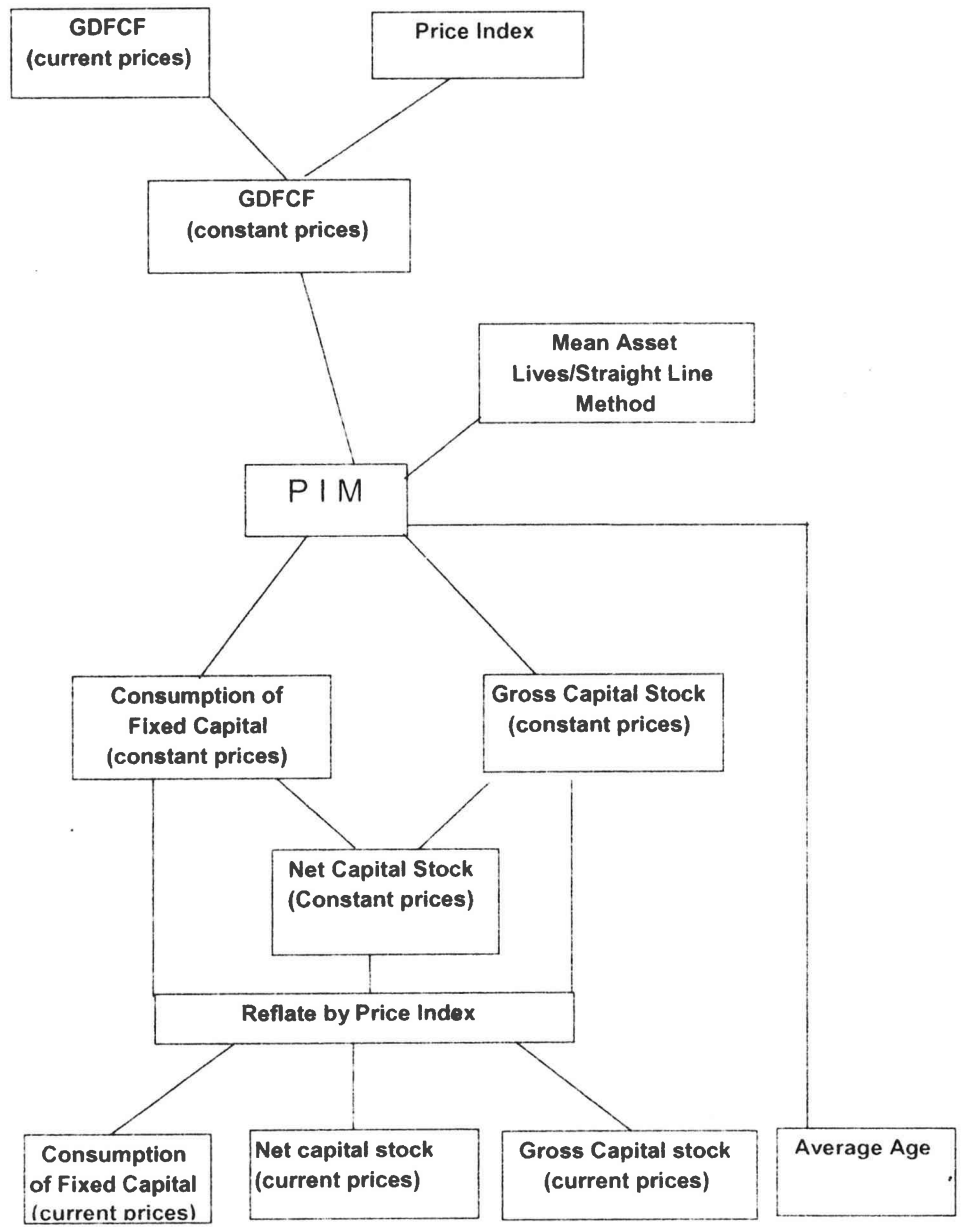 GDFCF
(current prices)
Price Index
GDFCF
(constant prices)
Mean Asset
Lives/Straight Line
Method
P I M
Consumption of
Fixed Capital
(constant prices)
Gross Capital Stock
(constant prices)
Net Capital Stock
(Constant prices)
Reflate by Price Index
Consumption
of Fixed Capital
(current prices)
Net capital stock
(current prices)
Gross Capital stock
(current prices)
Average Age